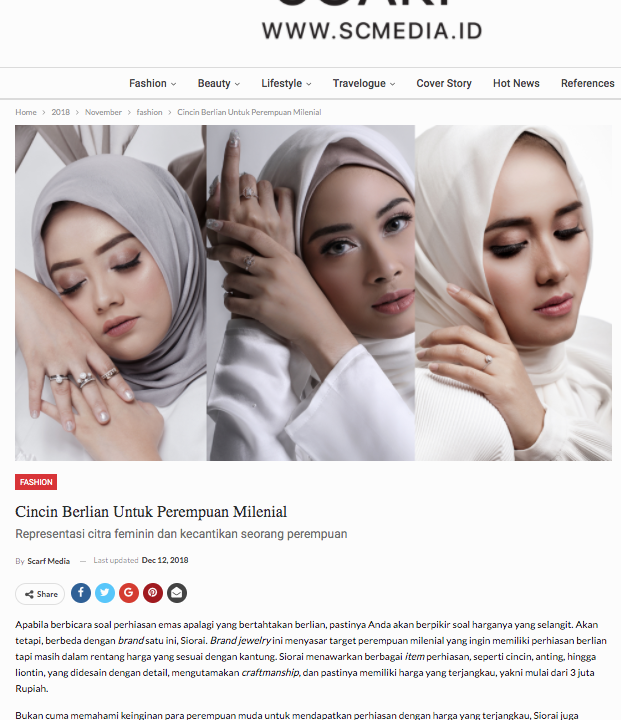 WWW.SCMEDIA.ID
Fashion Beauty Lifestyle Travelogue Cover Story Hot News References
Home > 2018 > November > fashion > Cincin Berlian Untuk Perempuan Milenial
FASHION
Cincin Berlian Untuk Perempuan Milenial
Representasi citra feminin dan kecantikan seorang perempuan
By Scarf Media — Last updated Dec 12, 2018
Share
Apabila berbicara soal perhiasan emas apalagi yang bertahtakan berlian, pastinya Anda akan berpikir soal harganya yang selangit. Akan
tetapi, berbeda dengan brand satu ini, Siorai. Brand jewelry ini menyasar target perempuan milenial yang ingin memiliki perhiasan berlian
tapi masih dalam rentang harga yang sesuai dengan kantung. Siorai menawarkan berbagai item perhiasan, seperti cincin, anting, hingga
liontin, yang didesain dengan detail, mengutamakan craftmanship, dan pastinya memiliki harga yang terjangkau, yakni mulai dari 3 juta
Rupiah.
Bukan cuma memahami keinginan para perempuan muda untuk mendapatkan perhiasan dengan harga yang terjangkau, Siorai juga